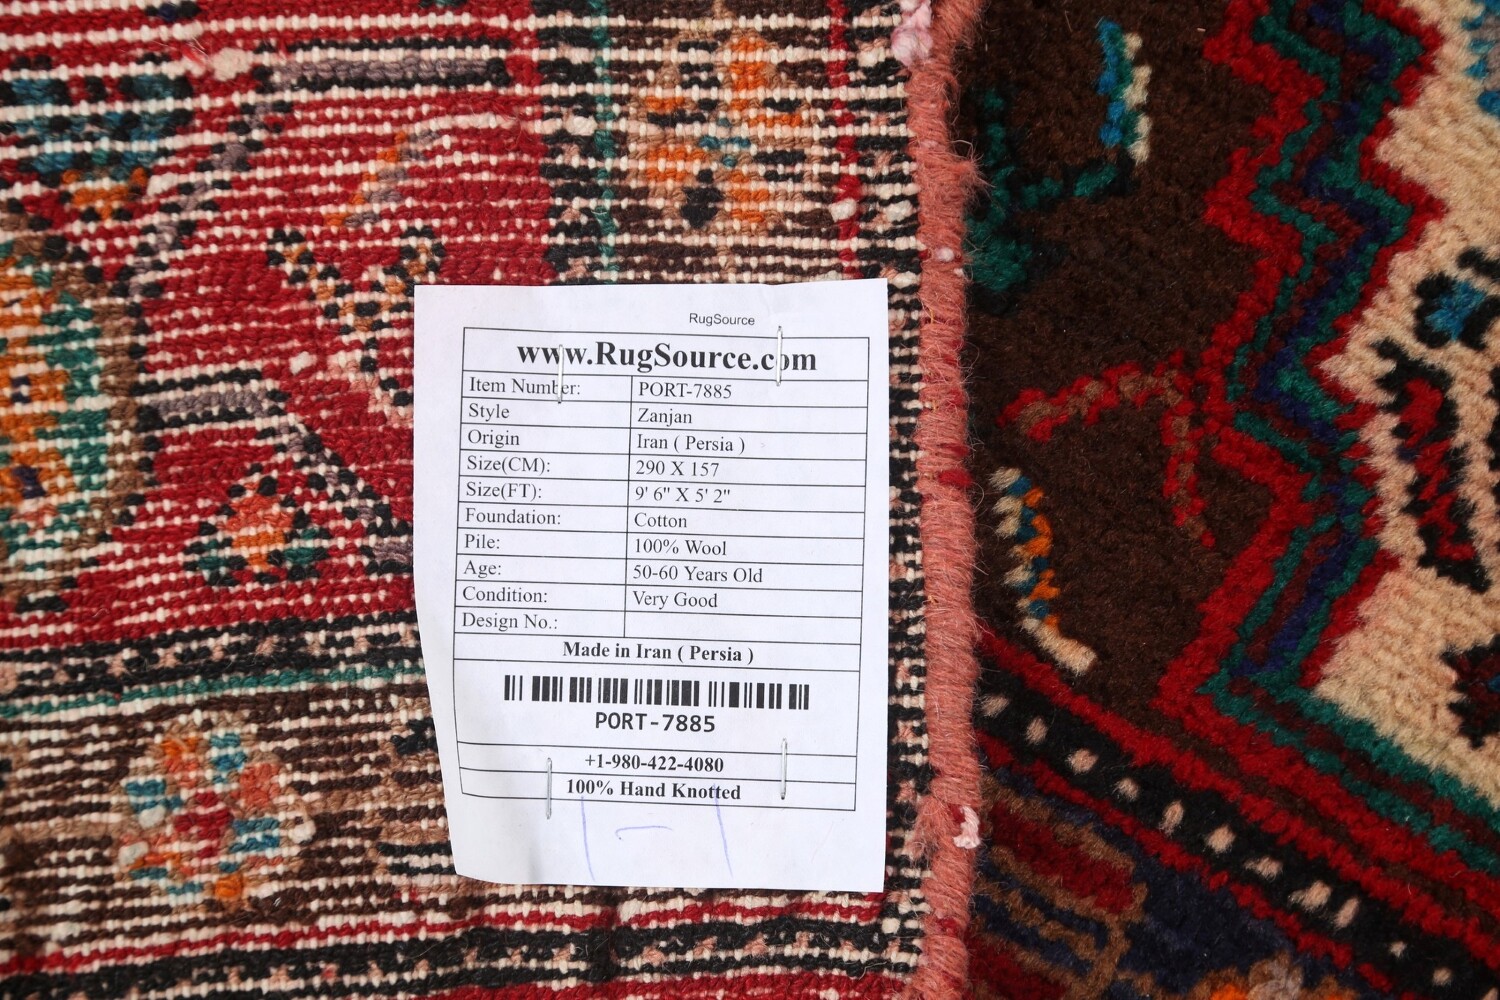 RugSource
www.RugSource.com
Item Number: PORT-7885
Style Zanjan
Origin Iran ( Persia )
Size(CM): 290 X 157
Size(FT): 9' 6" X 5' 2"
Foundation: Cotton
Pile: 100% Wool
Age: 50-60 Years Old
Condition: Very Good
Design No.:
Made in Iran ( Persia )
PORT-7885
+1-980-422-4080
100% Hand Knotted
1-1